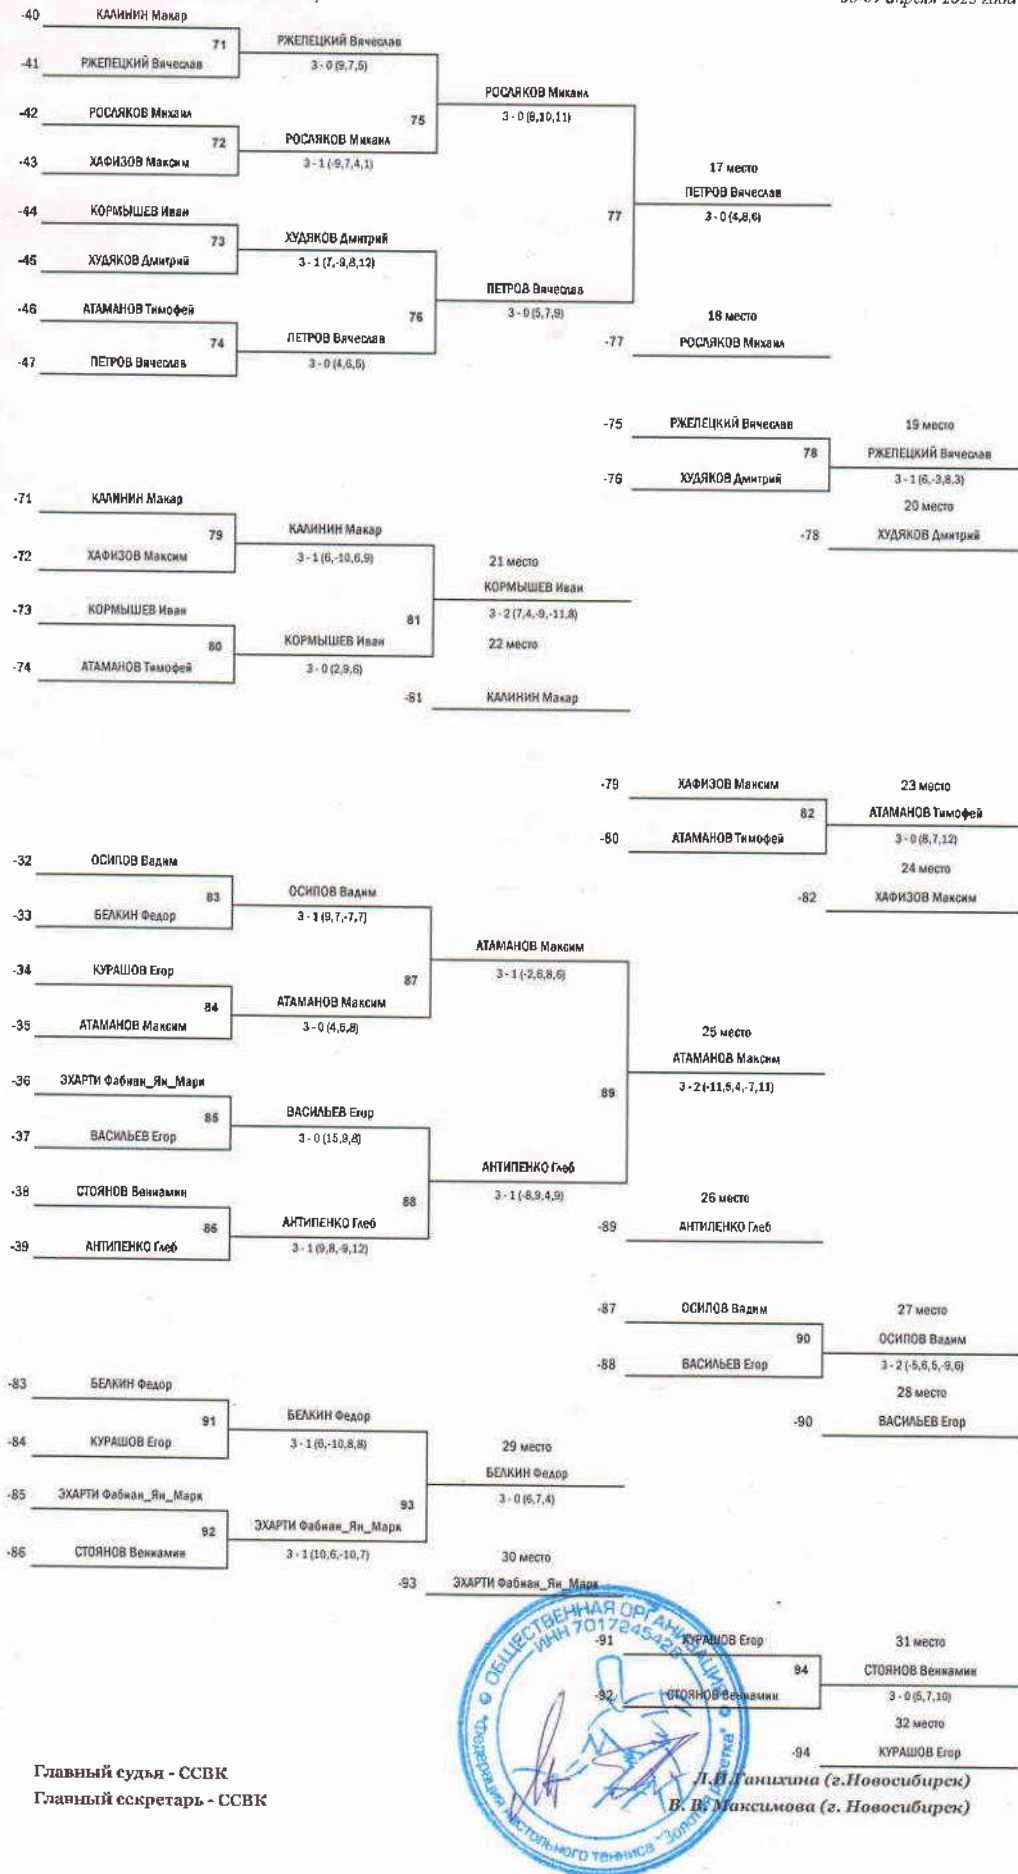 апреля 2023 года
-40 КАЛИНИН Макар
71 РЖЕПЕЦКИЙ Вячеслав
-41 РЖЕПЕЦКИЙ Вячеслав
3 - 0 (9,7,5)
РОСЛЯКОВ Михаил
75
3 - 0 (8,10,11)
-42 РОСЛЯКОВ Михаил
72 РОСЛЯКОВ Михаил
-43 ХАФИЗОВ Максим
3 - 1 (-9,7,4,1)
17 место
77 ПЕТРОВ Вячеслав
3 - 0 (4,8,6)
-44 КОРМЫШЕВ Иван
73 ХУДЯКОВ Дмитрий
-45 ХУДЯКОВ Дмитрий
3 - 1 (7,-9,8,12)
ПЕТРОВ Вячеслав
76
3 - 0 (5,7,9)
-46 АТАМАНОВ Тимофей
74 ПЕТРОВ Вячеслав
-47 ПЕТРОВ Вячеслав
3 - 0 (4,6,5)
18 место
-77 РОСЛЯКОВ Михаил
-75 РЖЕПЕЦКИЙ Вячеслав
19 место
78 РЖЕПЕЦКИЙ Вячеслав
-76 ХУДЯКОВ Дмитрий
3 - 1 (6,-3,8,3)
20 место
-78 ХУДЯКОВ Дмитрий
-71 КАЛИНИН Макар
79 КАЛИНИН Макар
-72 ХАФИЗОВ Максим
3 - 1 (6,-10,6,9)
21 место
81 КОРМЫШЕВ Иван
3 - 2 (7,4,-9,-11,8)
-73 КОРМЫШЕВ Иван
80 КОРМЫШЕВ Иван
-74 АТАМАНОВ Тимофей
3 - 0 (2,9,6)
22 место
-81 КАЛИНИН Макар
-79 ХАФИЗОВ Максим
23 место
82 АТАМАНОВ Тимофей
-80 АТАМАНОВ Тимофей
3 - 0 (8,7,12)
24 место
-82 ХАФИЗОВ Максим
-32 ОСИПОВ Вадим
83 ОСИПОВ Вадим
-33 БЕЛКИН Федор
3 - 1 (9,7,-7,7)
АТАМАНОВ Максим
87
3 - 1 (-2,6,8,6)
-34 КУРАШОВ Егор
84 АТАМАНОВ Максим
-35 АТАМАНОВ Максим
3 - 0 (4,6,8)
25 место
89 АТАМАНОВ Максим
3 - 2 (-11,5,4,-7,11)
-36 ЭХАРТИ Фабиан_Ян_Марк
85 ВАСИЛЬЕВ Егор
-37 ВАСИЛЬЕВ Егор
3 - 0 (15,9,8)
АНТИПЕНКО Глеб
88
3 - 1 (-8,9,4,9)
-38 СТОЯНОВ Вениамин
86 АНТИПЕНКО Глеб
-39 АНТИПЕНКО Глеб
3 - 1 (9,8,-9,12)
26 место
-89 АНТИПЕНКО Глеб
-87 ОСИПОВ Вадим
27 место
90 ОСИПОВ Вадим
-88 ВАСИЛЬЕВ Егор
3 - 2 (-5,6,5,-9,6)
28 место
-90 ВАСИЛЬЕВ Егор
-83 БЕЛКИН Федор
91 БЕЛКИН Федор
-84 КУРАШОВ Егор
3 - 1 (6,-10,8,8)
29 место
93 БЕЛКИН Федор
3 - 0 (6,7,4)
-85 ЭХАРТИ Фабиан_Ян_Марк
92 ЭХАРТИ Фабиан_Ян_Марк
-86 СТОЯНОВ Вениамин
3 - 1 (10,6,-10,7)
30 место
-93 ЭХАРТИ Фабиан_Ян_Марк
-91 КУРАШОВ Егор
31 место
94 СТОЯНОВ Вениамин
-92 СТОЯНОВ Вениамин
3 - 0 (5,7,10)
32 место
-94 КУРАШОВ Егор
ОБЩЕСТВЕННАЯ ОРГАНИЗАЦИЯ
ИНН 7017245428
федерация настольного тенниса "Золотая ракетка"
Главный судья - ССВК
Л.И.Ганихина (г.Новосибирск)
Главный секретарь - ССВК
В. В. Максимова (г. Новосибирск)